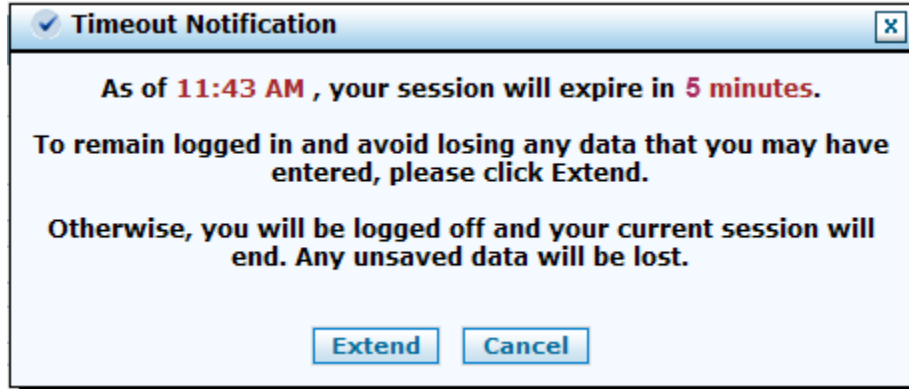 Timeout Notification
x
As of 11:43 AM , your session will expire in 5 minutes.
To remain logged in and avoid losing any data that you may have
entered, please click Extend.
Otherwise, you will be logged off and your current session will
end. Any unsaved data will be lost.
Extend Cancel